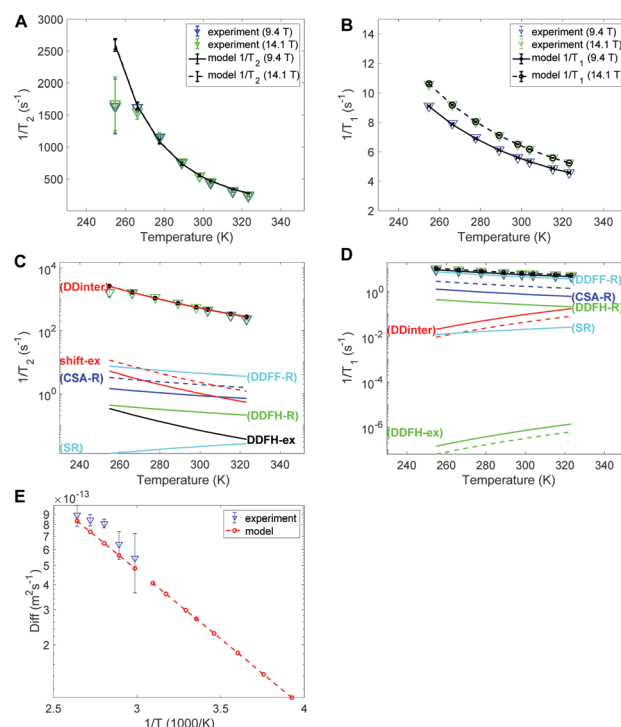 A
3000
2500
2000
1500
1000
500
1/T2 (s-1)
experiment (9.4 T)
experiment (14.1 T)
model 1/T2 (9.4 T)
model 1/T2 (14.1 T)
240 260 280 300 320 340
Temperature (K)
B
14
12
10
8
6
4
2
1/T1 (s-1)
experiment (9.4 T)
experiment (14.1 T)
model 1/T1 (9.4 T)
model 1/T1 (14.1 T)
240 260 280 300 320 340
Temperature (K)
C
10^4
10^2
10^0
1/T2 (s-1)
(DDinter)
shift-ex
(CSA-R)
(SR)
(DDFF-R)
(DDFH-R)
DDFH-ex
240 260 280 300 320 340
Temperature (K)
D
10^0
10^-2
10^-4
10^-6
1/T1 (s-1)
(DDFF-R)
(CSA-R)
(DDFH-R)
(DDinter)
(SR)
(DDFH-ex)
240 260 280 300 320 340
Temperature (K)
E
×10^-13
9
8
7
6
5
4
3
2
Diff (m2s-1)
experiment
model
2.5 3 3.5 4
1/T (1000/K)